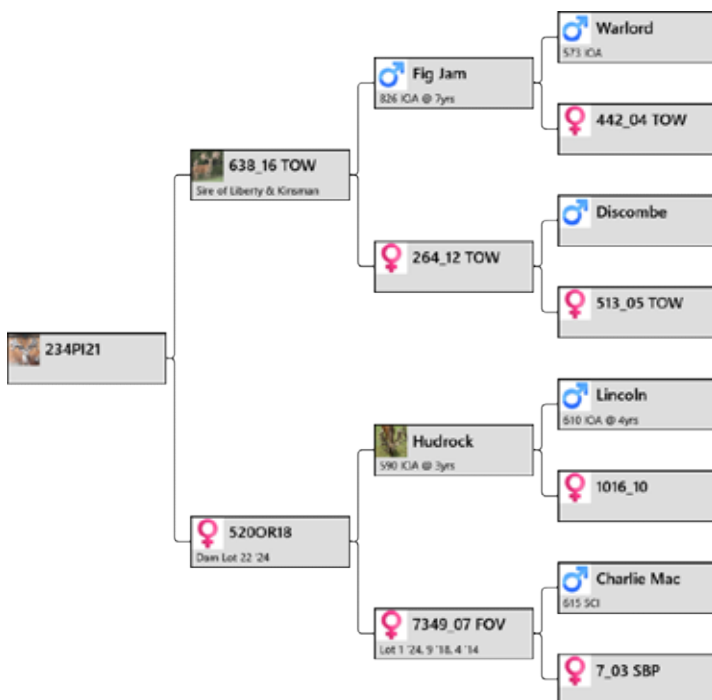 Warlord
573 IOA
Fig Jam
826 IOA @ 7yrs
442_04 TOW
638_16 TOW
Sire of Liberty & Kinsman
Discombe
264_12 TOW
513_05 TOW
234PI21
Lincoln
610 IOA @ 4yrs
Hudrock
590 IOA @ 3yrs
1016_10
520OR18
Dam Lot 22 '24
Charlie Mac
615 SCI
7349_07 FOV
Lot 1 '24, 9 '18, 4 '14
7_03 SBP